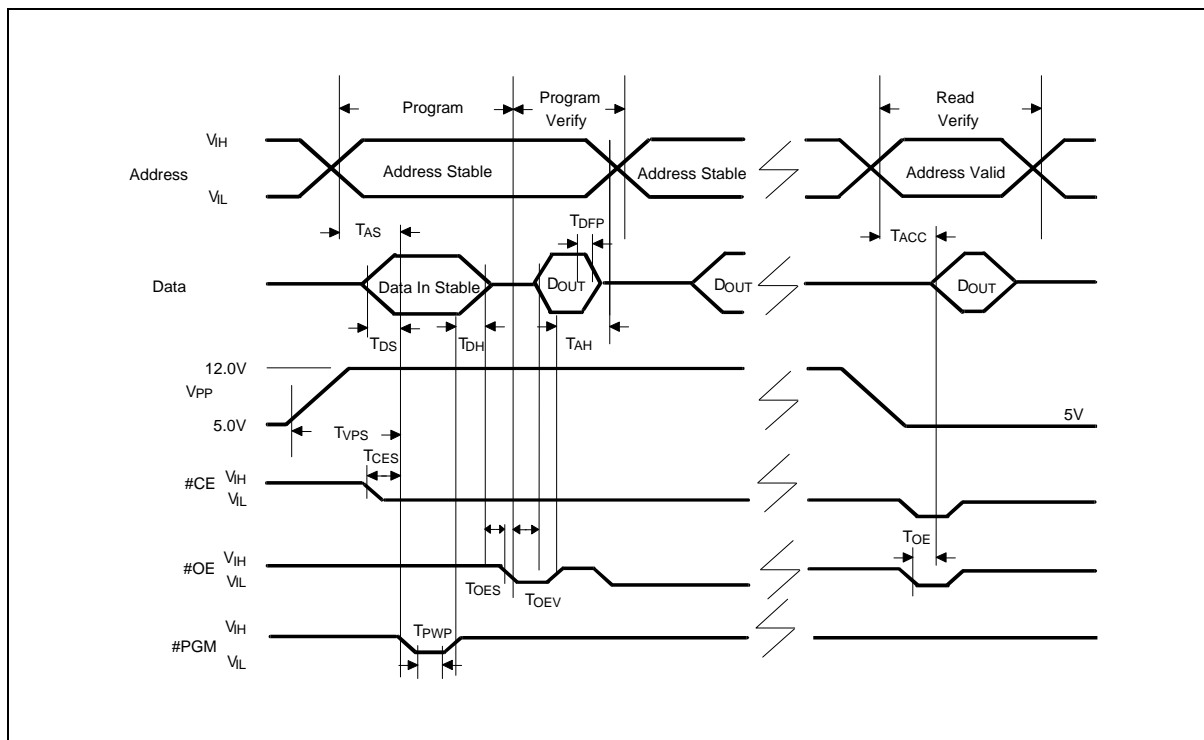 Program
Program Verify
Read Verify
VIH
Address
VIL
Address Stable
Address Stable
Address Valid
TAS
TDFP
TACC
Data
Data In Stable
DOUT
DOUT
DOUT
TDS
TDH
TAH
12.0V
VPP
5.0V
5V
TVPS
TCES
#CE
VIH
VIL
TOE
#OE
VIH
VIL
TOES
TOEV
#PGM
VIH
VIL
TPWP